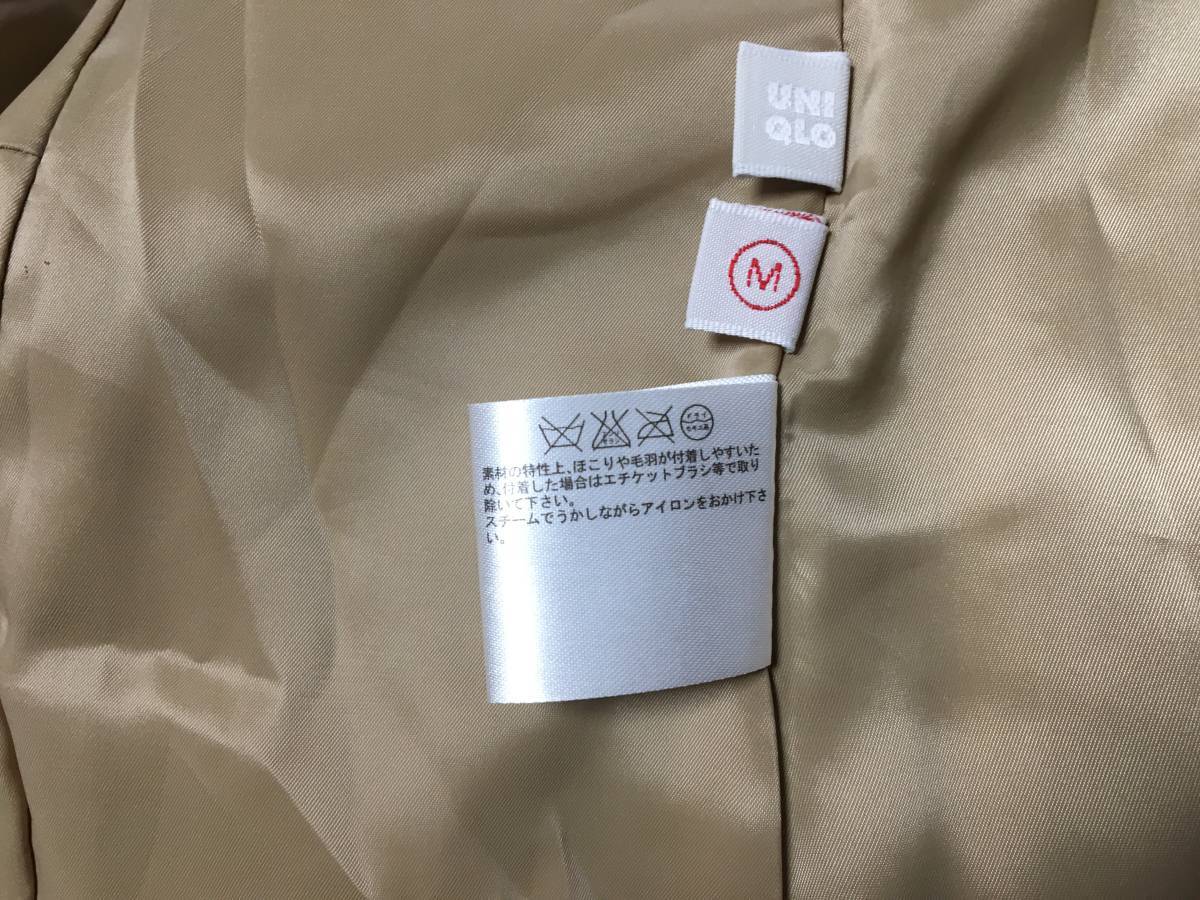 UNI
QLO
M
ドライ
セキユ系
素材の特性上、ほこりや毛羽が付着しやすいた
め、付着した場合はエチケットブラシ等で取り
除いて下さい。
スチームでうかしながらアイロンをおかけ下さ
い。